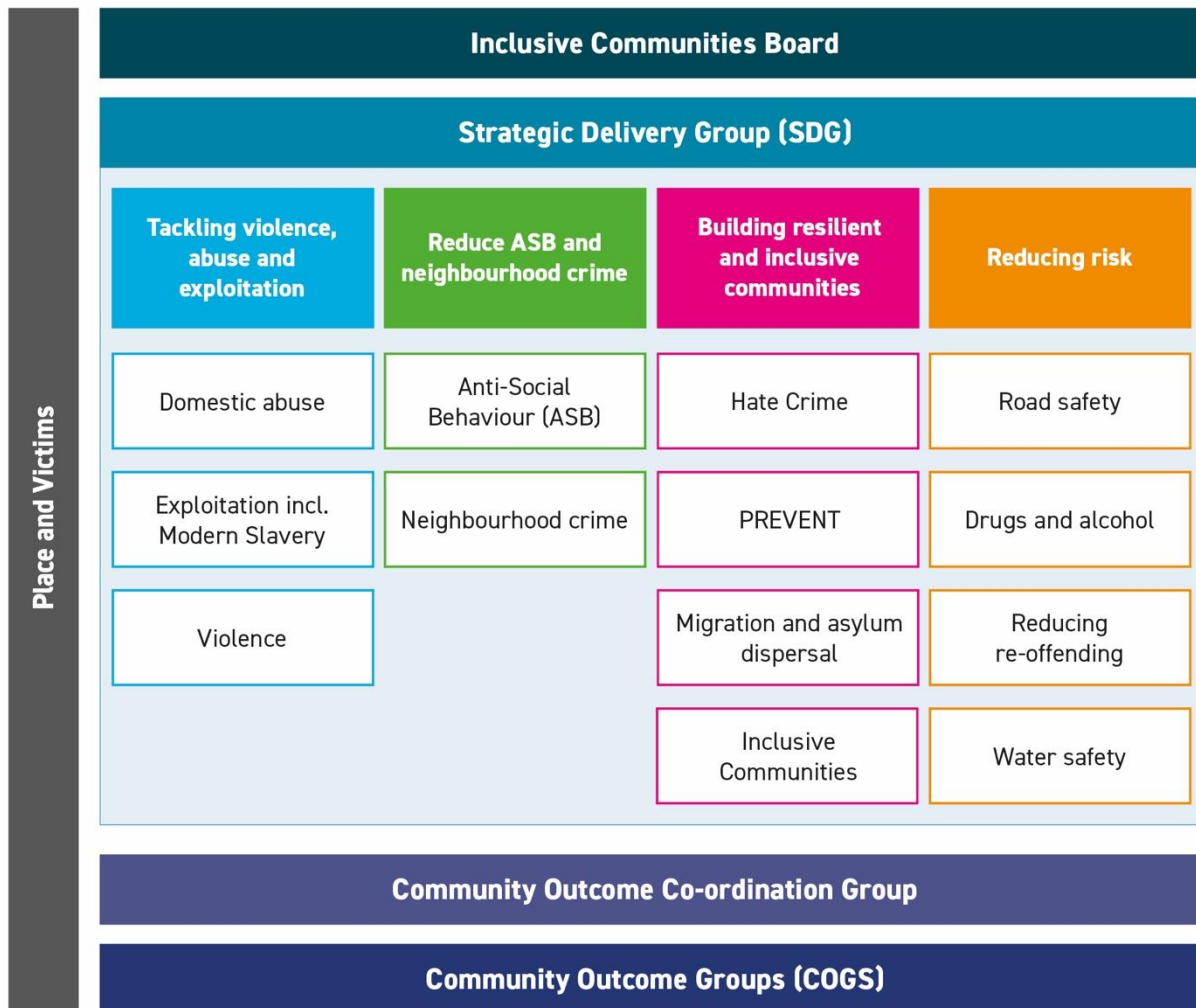 Place and Victims
Inclusive Communities Board
Strategic Delivery Group (SDG)
Tackling violence,
abuse and
exploitation
Domestic abuse
Exploitation incl.
Modern Slavery
Violence
Reduce ASB and
neighbourhood crime
Anti-Social
Behaviour (ASB)
Neighbourhood crime
Building resilient
and inclusive
communities
Hate Crime
PREVENT
Migration and asylum
dispersal
Inclusive
Communities
Reducing risk
Road safety
Drugs and alcohol
Reducing
re-offending
Water safety
Community Outcome Co-ordination Group
Community Outcome Groups (COGS)